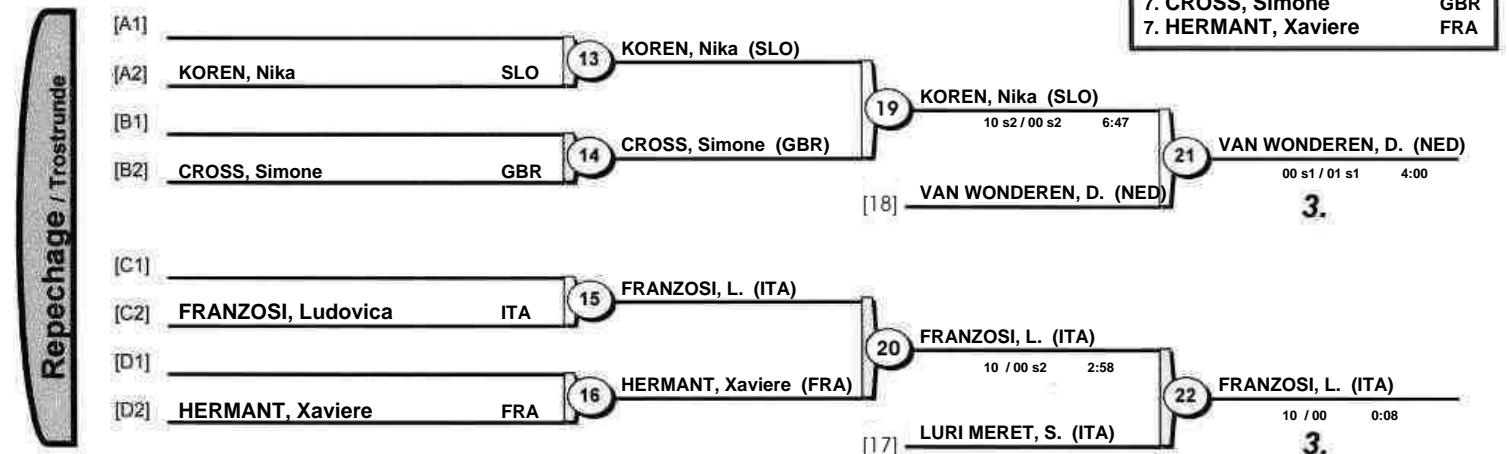 7. CROSS, Simone GBR
7. HERMANT, Xaviere FRA
Repechage / Trostrunde
[A1]
[A2] KOREN, Nika SLO
13
KOREN, Nika (SLO)
[B1]
[B2] CROSS, Simone GBR
14
CROSS, Simone (GBR)
19
KOREN, Nika (SLO)
10 s2 / 00 s2 6:47
[18] VAN WONDEREN, D. (NED)
21
VAN WONDEREN, D. (NED)
00 s1 / 01 s1 4:00
3.
[C1]
[C2] FRANZOSI, Ludovica ITA
15
FRANZOSI, L. (ITA)
[D1]
[D2] HERMANT, Xaviere FRA
16
HERMANT, Xaviere (FRA)
20
FRANZOSI, L. (ITA)
10 / 00 s2 2:58
[17] LURI MERET, S. (ITA)
22
FRANZOSI, L. (ITA)
10 / 00 0:08
3.